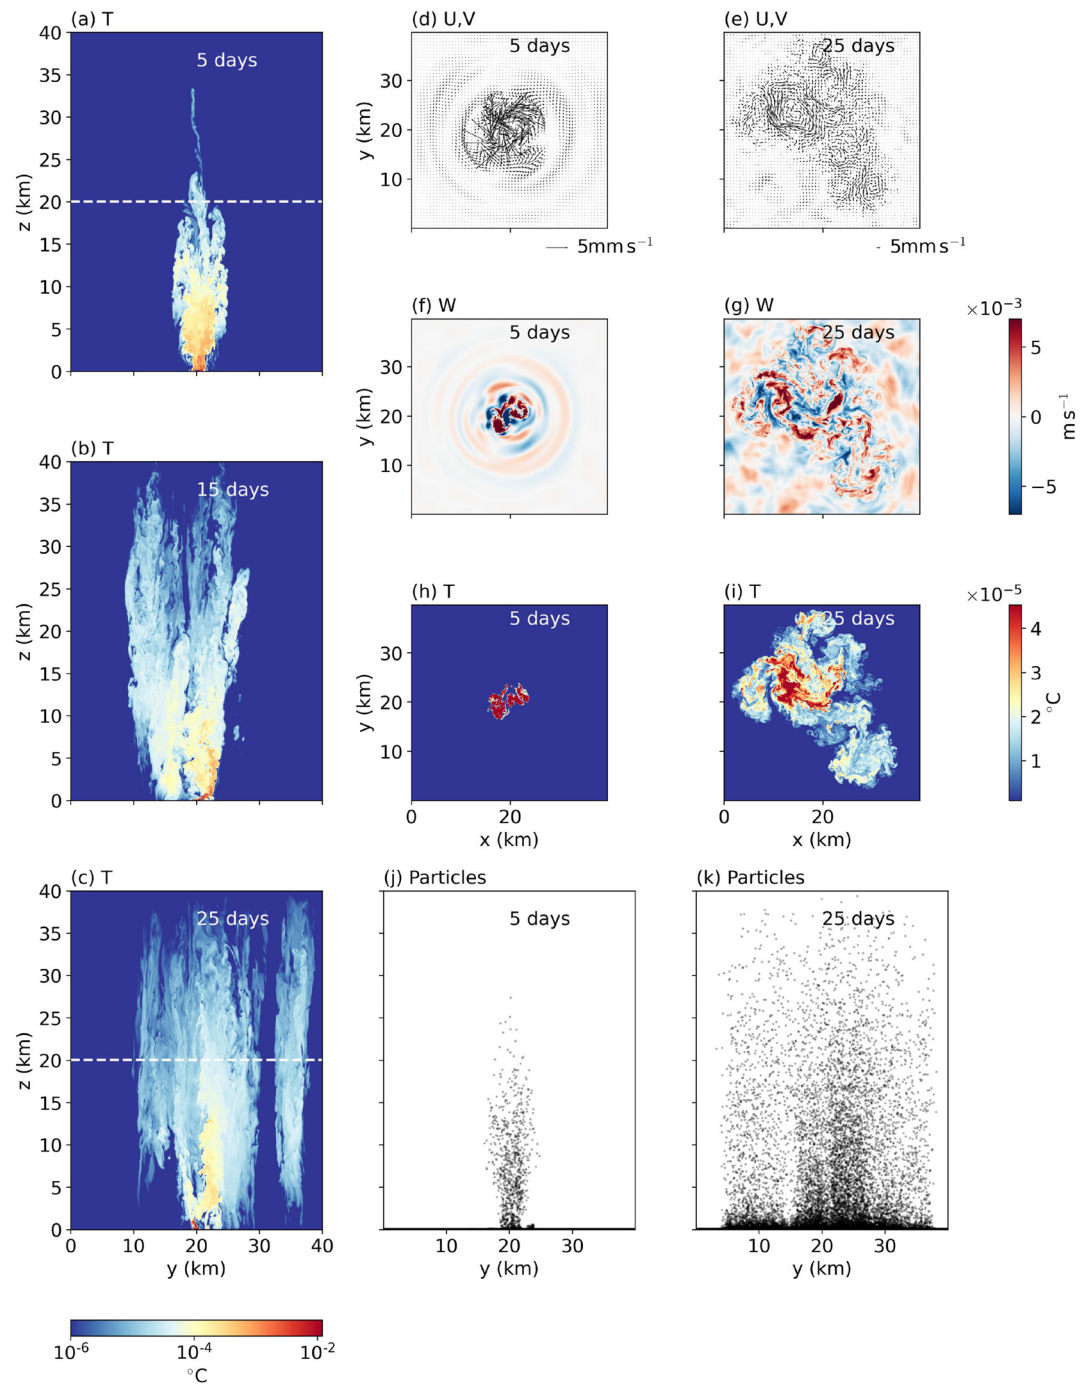 (a) T
5 days
z (km)
40
35
30
25
20
15
10
5
0
(d) U,V
5 days
y (km)
30
20
10
5mm s⁻¹
(e) U,V
25 days
5mm s⁻¹
(f) W
5 days
y (km)
30
20
10
(g) W
25 days
×10⁻³
5
0
−5
m s⁻¹
(b) T
15 days
z (km)
40
35
30
25
20
15
10
5
0
(h) T
5 days
y (km)
30
20
10
0 20
x (km)
(i) T
25 days
0 20
x (km)
×10⁻⁵
4
3
2
1
°C
(c) T
25 days
z (km)
40
35
30
25
20
15
10
5
0
0 10 20 30 40
y (km)
(j) Particles
5 days
10 20 30
y (km)
(k) Particles
25 days
10 20 30
y (km)
10⁻⁶ 10⁻⁴ 10⁻²
°C